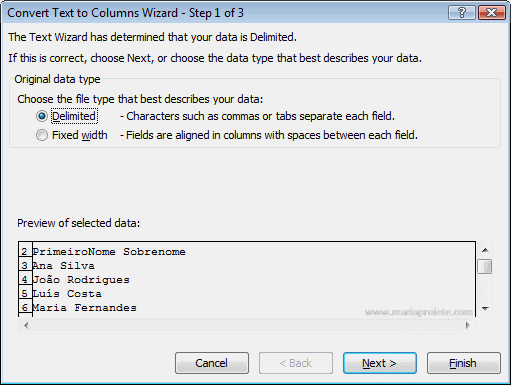 Convert Text to Columns Wizard - Step 1 of 3
The Text Wizard has determined that your data is Delimited.
If this is correct, choose Next, or choose the data type that best describes your data.
Original data type
Choose the file type that best describes your data:
Delimited - Characters such as commas or tabs separate each field.
Fixed width - Fields are aligned in columns with spaces between each field.
Preview of selected data:
2 PrimeiroNome Sobrenome
3 Ana Silva
4 João Rodrigues
5 Luís Costa
6 Maria Fernandes
Cancel < Back Next > Finish